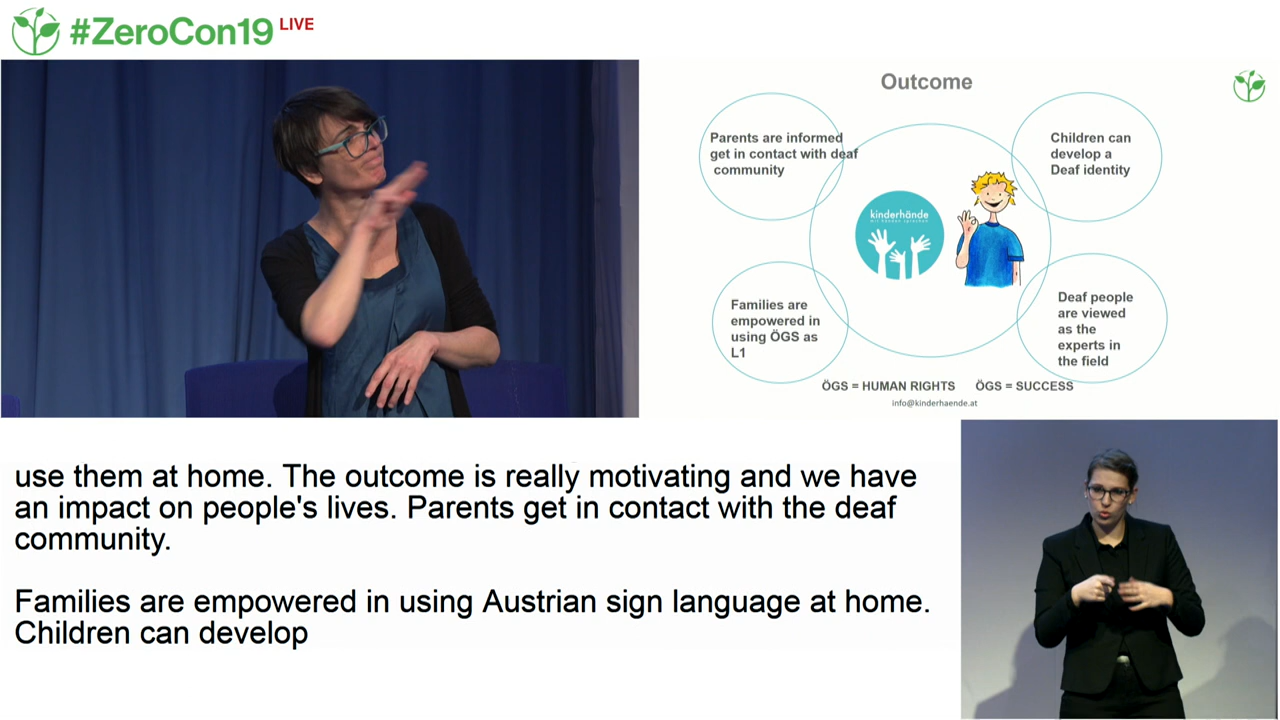 #ZeroCon19 LIVE
Outcome
Parents are informed
get in contact with deaf
community
Children can
develop a
Deaf identity
kinderhände
mit händen sprechen
Families are
empowered in
using ÖGS as
L1
Deaf people
are viewed
as the
experts in
the field
ÖGS = HUMAN RIGHTS ÖGS = SUCCESS
info@kinderhaende.at
use them at home. The outcome is really motivating and we have
an impact on people's lives. Parents get in contact with the deaf
community.
Families are empowered in using Austrian sign language at home.
Children can develop